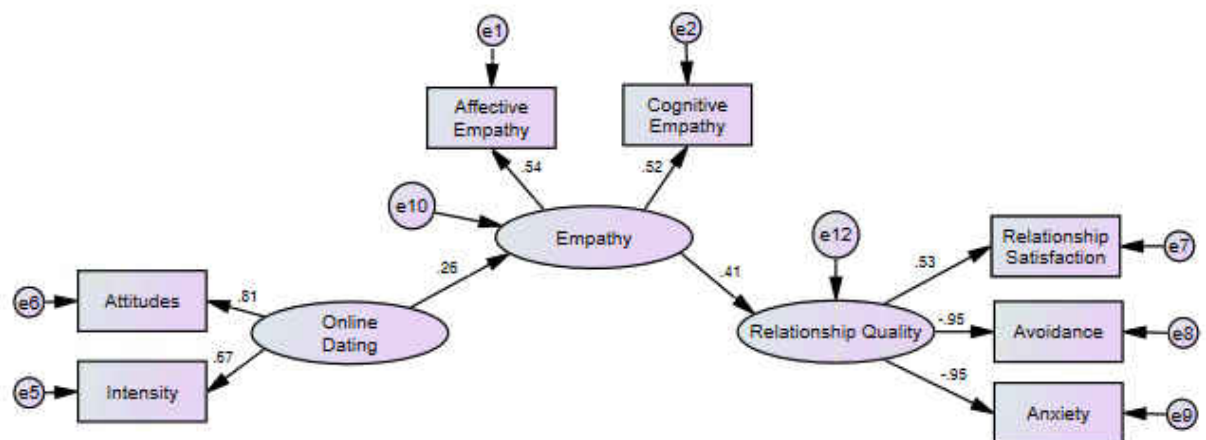 e1
e2
Affective
Empathy
Cognitive
Empathy
.54
.52
e10
Empathy
e12
Relationship
Satisfaction
e7
.26
.41
.53
e6
Attitudes
.81
Online
Dating
Relationship Quality
-.95
Avoidance
e8
.67
e5
Intensity
-.95
Anxiety
e9